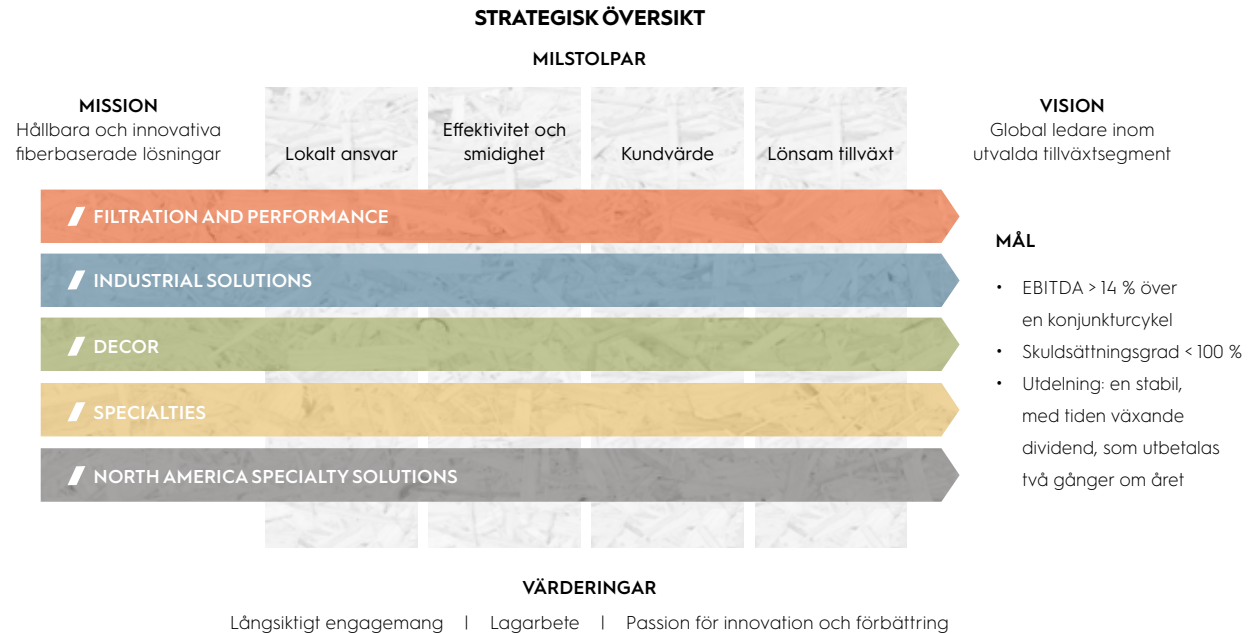 STRATEGISK ÖVERSIKT
MILSTOLPAR
MISSION
Hållbara och innovativa
fiberbaserade lösningar
Lokalt ansvar
Effektivitet och
smidighet
Kundvärde
Lönsam tillväxt
VISION
Global ledare inom
utvalda tillväxtsegment
FILTRATION AND PERFORMANCE
INDUSTRIAL SOLUTIONS
DECOR
SPECIALTIES
NORTH AMERICA SPECIALTY SOLUTIONS
MÅL
• EBITDA > 14 % över
en konjunkturcykel
• Skuldsättningsgrad < 100 %
• Utdelning: en stabil,
med tiden växande
dividend, som utbetalas
två gånger om året
VÄRDERINGAR
Långsiktigt engagemang | Lagarbete | Passion för innovation och förbättring